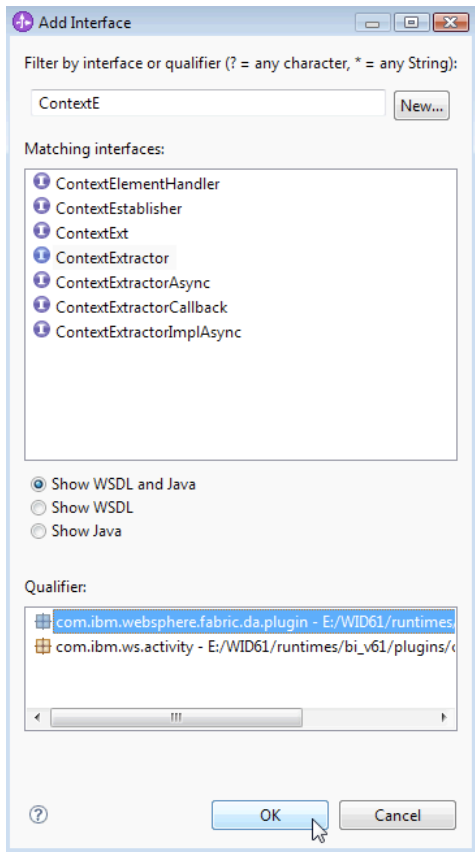 Add Interface
Filter by interface or qualifier (? = any character, * = any String):
ContextE
New...
Matching interfaces:
ContextElementHandler
ContextEstablisher
ContextExt
ContextExtractor
ContextExtractorAsync
ContextExtractorCallback
ContextExtractorImplAsync
Show WSDL and Java
Show WSDL
Show Java
Qualifier:
com.ibm.websphere.fabric.da.plugin - E:/WID61/runtimes/
com.ibm.ws.activity - E:/WID61/runtimes/bi_v61/plugins/
OK
Cancel